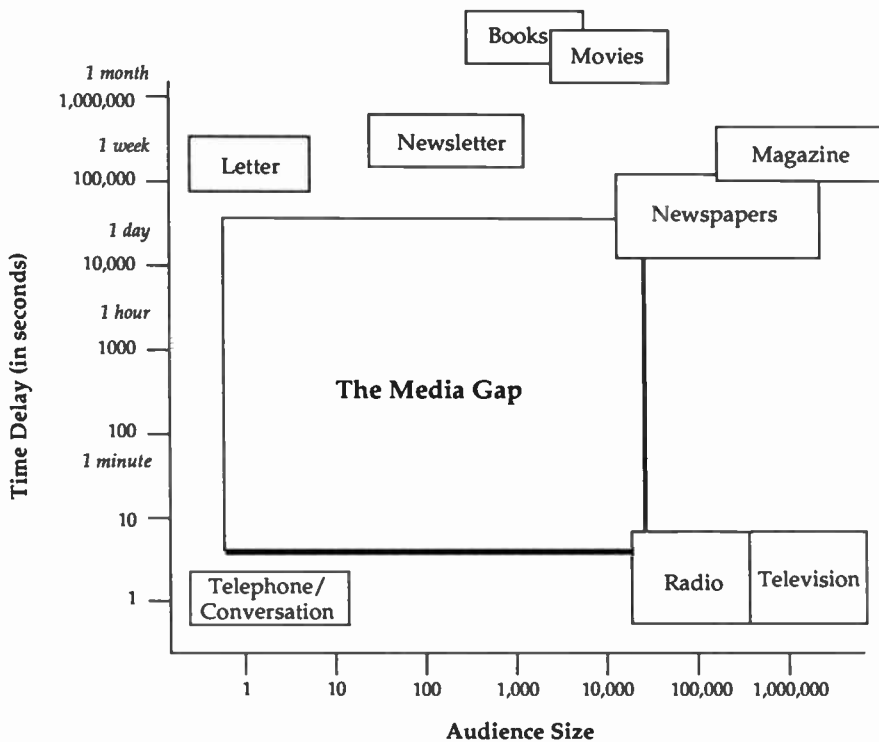 Books
Movies
1 month
1,000,000
1 week
100,000
1 day
10,000
1 hour
1000
100
1 minute
10
1
Time Delay (in seconds)
Letter
Newsletter
Magazine
Newspapers
The Media Gap
Telephone/
Conversation
Radio
Television
1
10
100
1,000
10,000
100,000
1,000,000
Audience Size